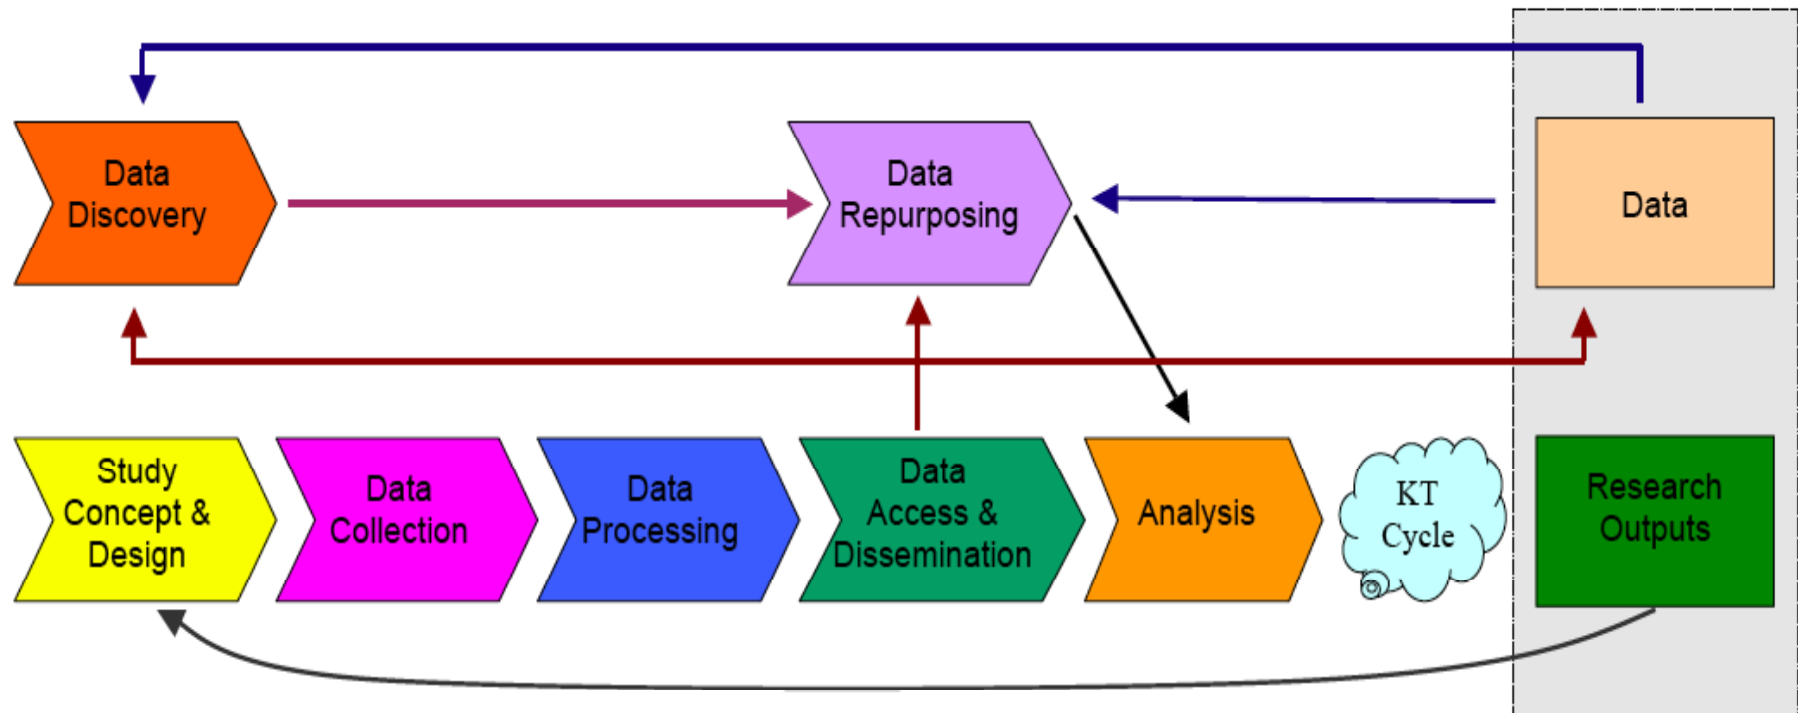 Data
Discovery
Data
Repurposing
Data
Study
Concept &
Design
Data
Collection
Data
Processing
Data
Access &
Dissemination
Analysis
KT
Cycle
Research
Outputs